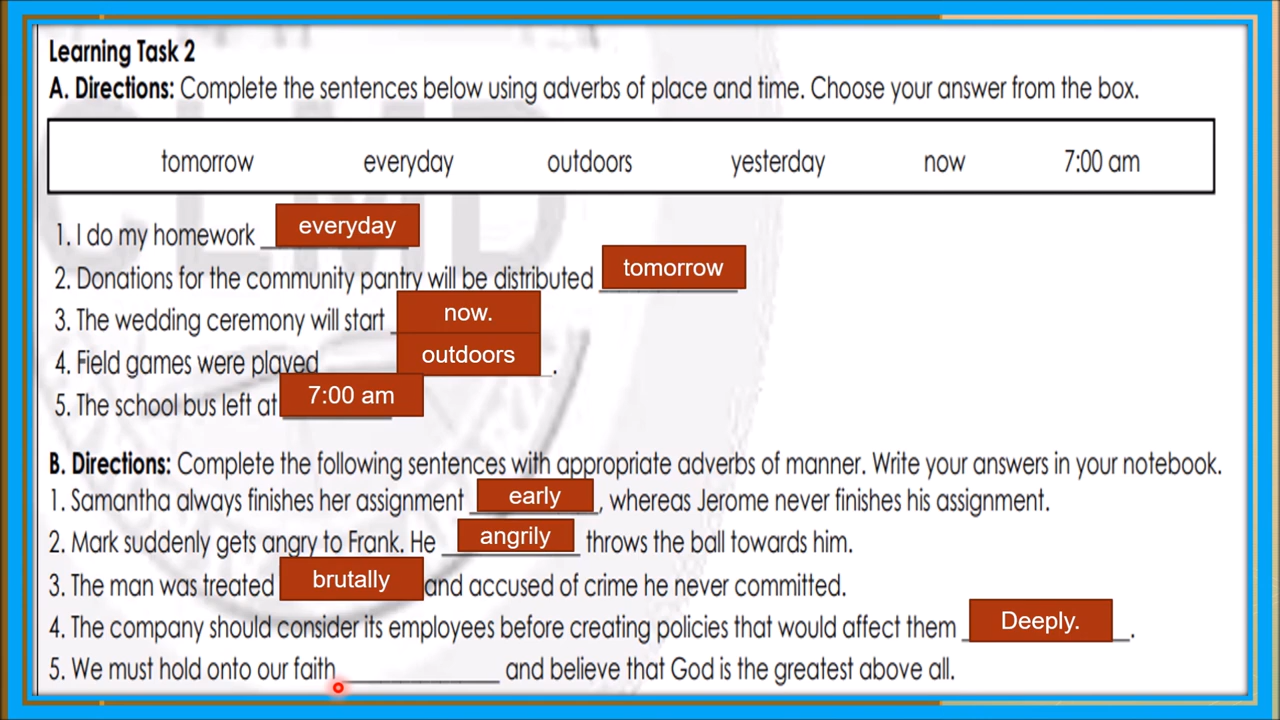 Learning Task 2
A. Directions: Complete the sentences below using adverbs of place and time. Choose your answer from the box.
tomorrow everyday outdoors yesterday now 7:00 am
1. I do my homework everyday
2. Donations for the community pantry will be distributed tomorrow
3. The wedding ceremony will start now.
4. Field games were played outdoors .
5. The school bus left at 7:00 am
B. Directions: Complete the following sentences with appropriate adverbs of manner. Write your answers in your notebook.
1. Samantha always finishes her assignment early , whereas Jerome never finishes his assignment.
2. Mark suddenly gets angry to Frank. He angrily throws the ball towards him.
3. The man was treated brutally and accused of crime he never committed.
4. The company should consider its employees before creating policies that would affect them Deeply. .
5. We must hold onto our faith ______________ and believe that God is the greatest above all.